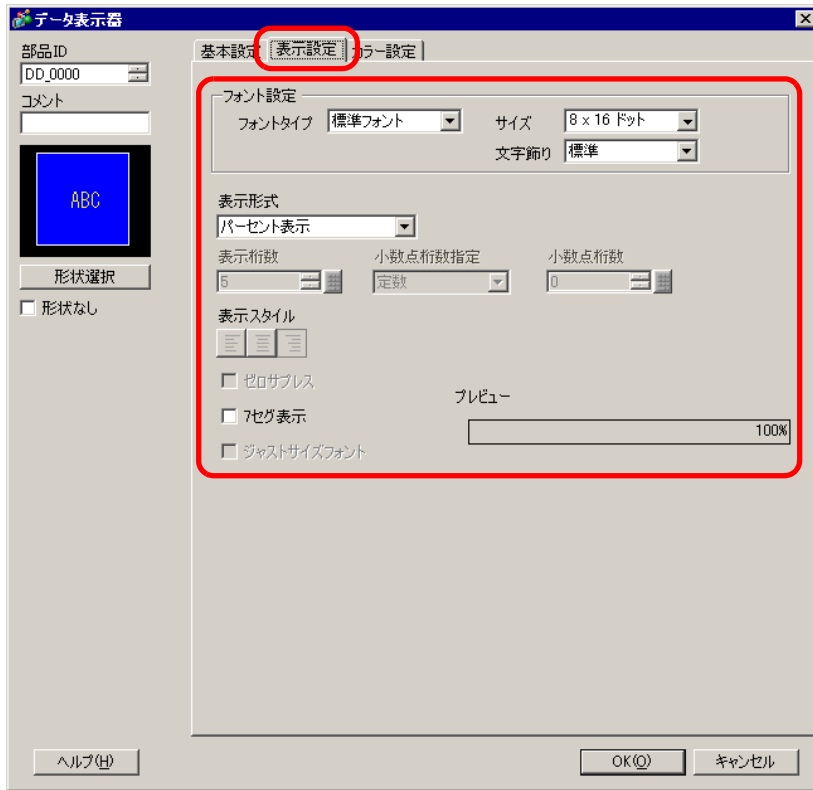 データ表示器
部品ID
DD_0000
コメント
ABC
形状選択
形状なし
基本設定 表示設定 カラー設定
フォント設定
フォントタイプ 標準フォント サイズ 8 x 16 ドット
文字飾り 標準
表示形式
パーセント表示
表示桁数 小数点桁数指定 小数点桁数
5 定数 0
表示スタイル
ゼロサプレス
プレビュー
7セグ表示
100%
ジャストサイズフォント
ヘルプ(H) OK(O) キャンセル